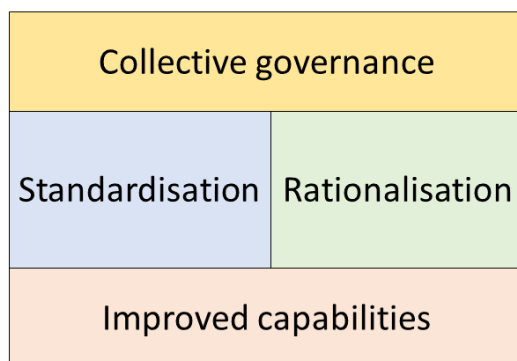 Collective governance
Standardisation
Rationalisation
Improved capabilities